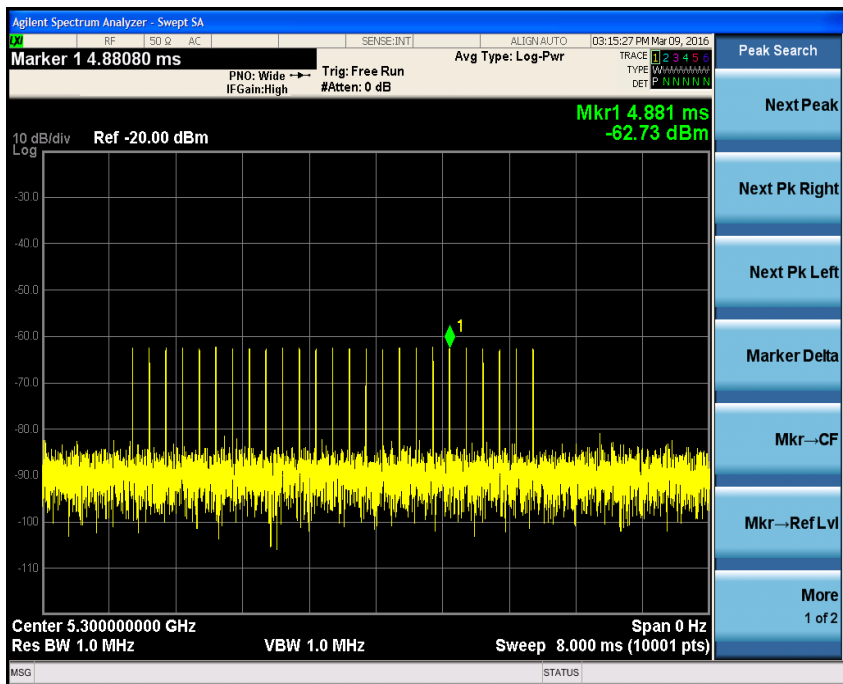 Agilent Spectrum Analyzer - Swept SA
LXI RF 50 Ω AC SENSE:INT ALIGN AUTO 03:15:27 PM Mar 09, 2016
Marker 1 4.88080 ms
PNO: Wide
IFGain:High
Trig: Free Run
#Atten: 0 dB
Avg Type: Log-Pwr
TRACE 1 2 3 4 5 6
TYPE W
DET P N N N N N
Peak Search
Next Peak
Mkr1 4.881 ms
-62.73 dBm
10 dB/div Ref -20.00 dBm
Log
-30.0
-40.0
-50.0
-60.0
-70.0
-80.0
-90.0
-100
-110
1
Next Pk Right
Next Pk Left
Marker Delta
Mkr→CF
Mkr→Ref Lvl
More
1 of 2
Center 5.300000000 GHz Span 0 Hz
Res BW 1.0 MHz VBW 1.0 MHz Sweep 8.000 ms (10001 pts)
MSG STATUS